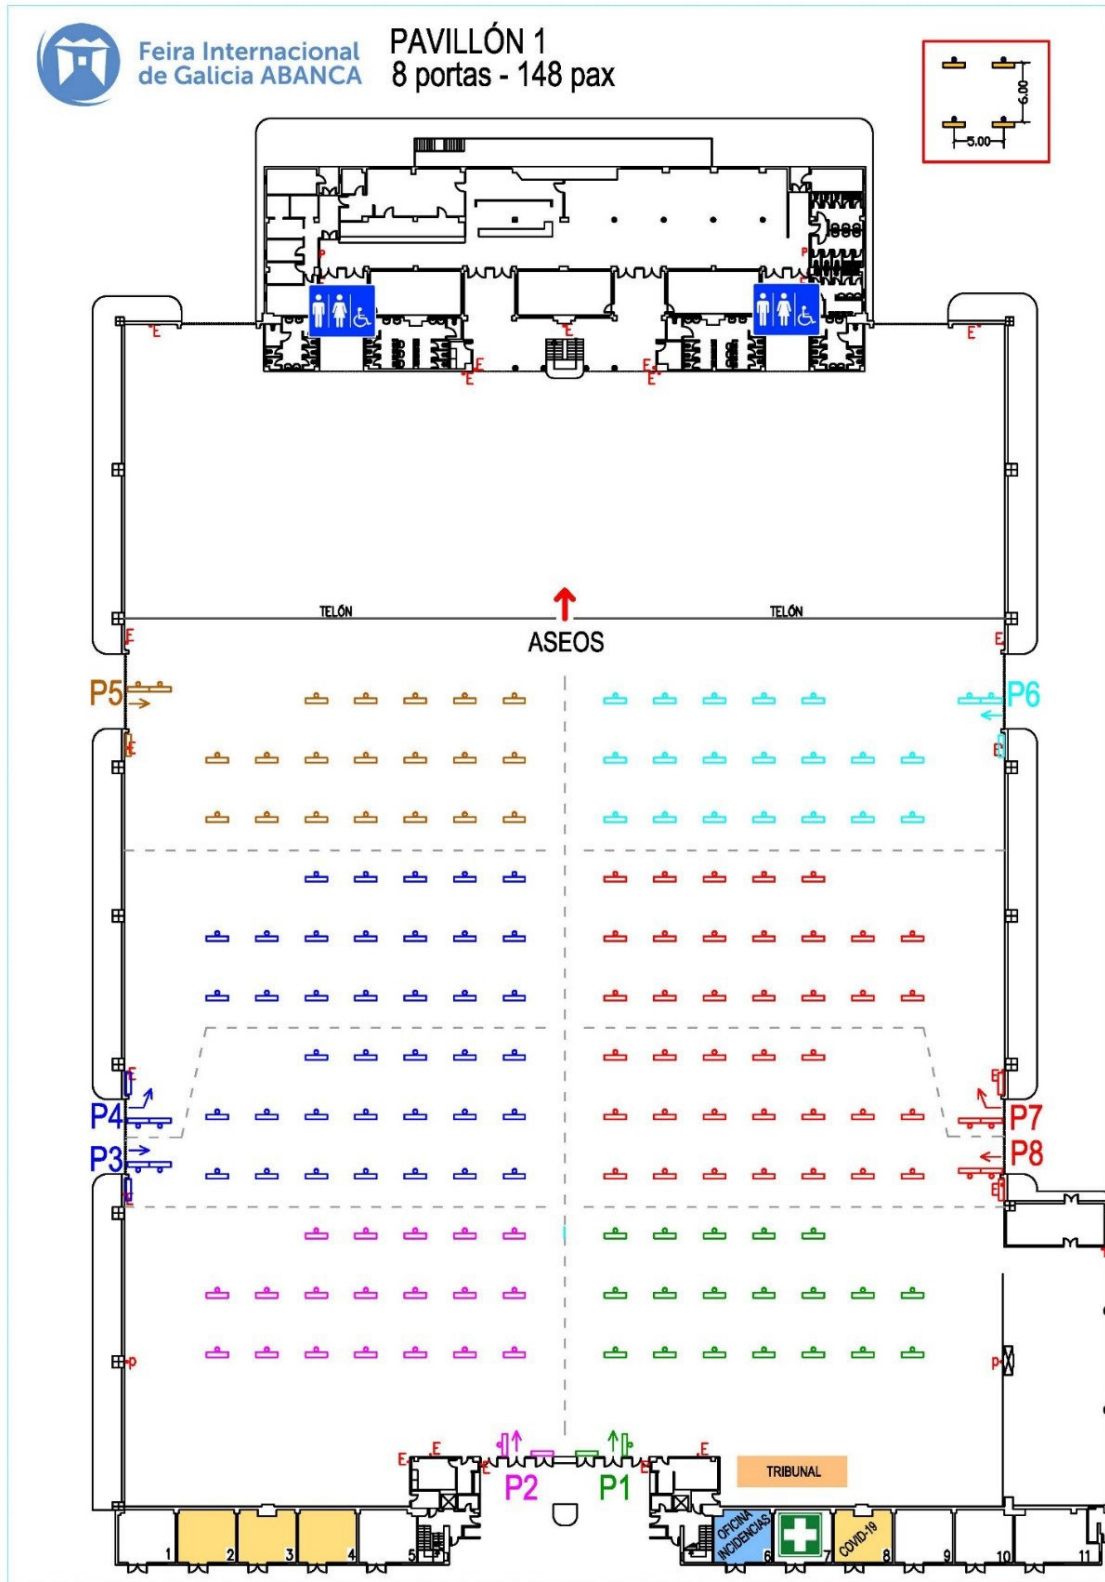 Feira Internacional
de Galicia ABANCA
PAVILLÓN 1
8 portas - 148 pax
6.00
5.00
P
P
E
E
E
E
E
E
E
TELÓN
TELÓN
ASEOS
E
E
P5
P6
E
E
E
E
P4
P7
P3
P8
E
E
P
P
E
E
E
E
E
E
P2
P1
TRIBUNAL
OFICINA
INCIDENCIAS
COVID-19
1
2
3
4
5
6
7
8
9
10
11